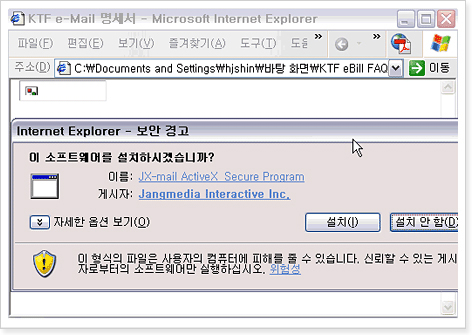 KTF e-Mail 명세서 - Microsoft Internet Explorer
파일(F) 편집(E) 보기(V) 즐겨찾기(A) 도구(T) 도움 » »
주소(D) C:₩Documents and Settings₩hjshin₩바탕 화면₩KTF eBill FAQ 이동
Internet Explorer - 보안 경고
이 소프트웨어를 설치하시겠습니까?
이름: JX-mail ActiveX Secure Program
게시자: Jangmedia Interactive Inc,
자세한 옵션 보기(O) 설치(I) 설치 안 함(D)
이 형식의 파일은 사용자의 컴퓨터에 피해를 줄 수 있습니다. 신뢰할 수 있는 게시
자로부터의 소프트웨어만 실행하십시오. 위험성